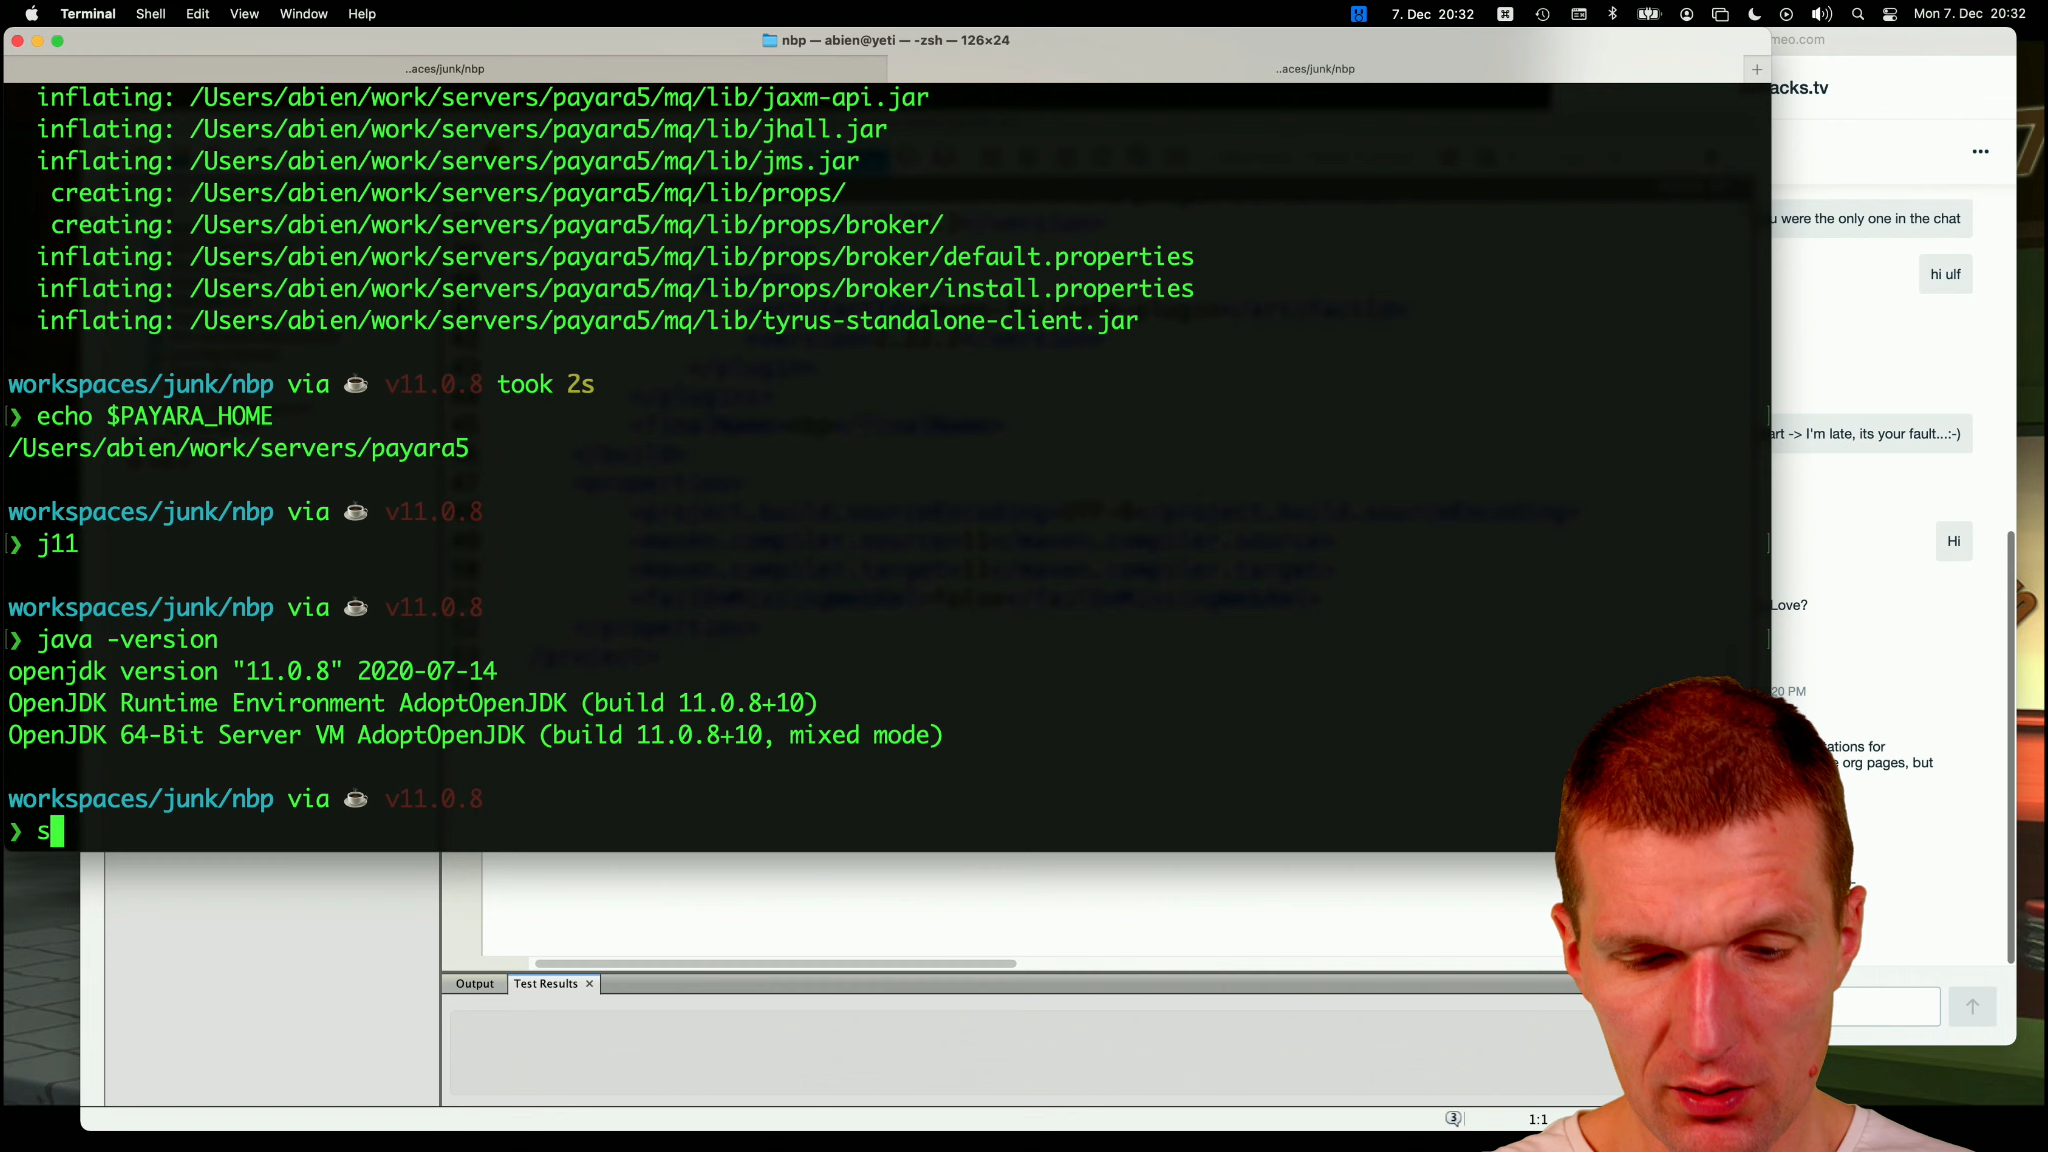 Terminal Shell Edit View Window Help 7. Dec 20:32 Mon 7. Dec 20:32
nbp — abien@yeti — -zsh — 126×24
meo.com
..aces/junk/nbp ..aces/junk/nbp +
acks.tv
inflating: /Users/abien/work/servers/payara5/mq/lib/jaxm-api.jar
inflating: /Users/abien/work/servers/payara5/mq/lib/jhall.jar
inflating: /Users/abien/work/servers/payara5/mq/lib/jms.jar
creating: /Users/abien/work/servers/payara5/mq/lib/props/
creating: /Users/abien/work/servers/payara5/mq/lib/props/broker/
inflating: /Users/abien/work/servers/payara5/mq/lib/props/broker/default.properties
inflating: /Users/abien/work/servers/payara5/mq/lib/props/broker/install.properties
inflating: /Users/abien/work/servers/payara5/mq/lib/tyrus-standalone-client.jar
workspaces/junk/nbp via ☕ v11.0.8 took 2s
❯ echo $PAYARA_HOME
/Users/abien/work/servers/payara5
workspaces/junk/nbp via ☕ v11.0.8
❯ j11
workspaces/junk/nbp via ☕ v11.0.8
❯ java -version
openjdk version "11.0.8" 2020-07-14
OpenJDK Runtime Environment AdoptOpenJDK (build 11.0.8+10)
OpenJDK 64-Bit Server VM AdoptOpenJDK (build 11.0.8+10, mixed mode)
workspaces/junk/nbp via ☕ v11.0.8
❯ s
u were the only one in the chat
hi ulf
art -> I'm late, its your fault...:-)
Hi
Love?
20 PM
ations for
org pages, but
Output Test Results ×
3 1:1